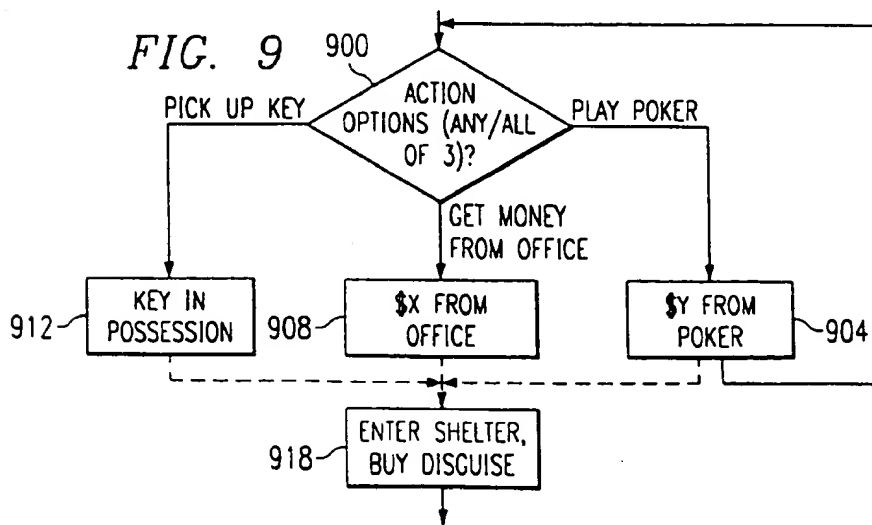 FIG. 9
900
ACTION
OPTIONS (ANY/ALL
OF 3)?
PICK UP KEY
PLAY POKER
GET MONEY
FROM OFFICE
912
KEY IN
POSSESSION
908
$X FROM
OFFICE
$Y FROM
POKER
904
918
ENTER SHELTER,
BUY DISGUISE